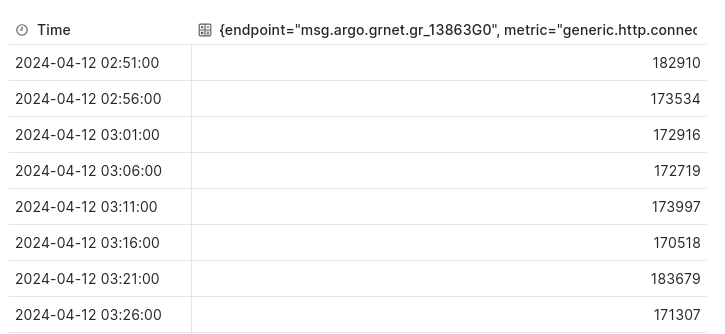 Time {endpoint="msg.argo.grnet.gr_13863G0", metric="generic.http.connec
2024-04-12 02:51:00 182910
2024-04-12 02:56:00 173534
2024-04-12 03:01:00 172916
2024-04-12 03:06:00 172719
2024-04-12 03:11:00 173997
2024-04-12 03:16:00 170518
2024-04-12 03:21:00 183679
2024-04-12 03:26:00 171307